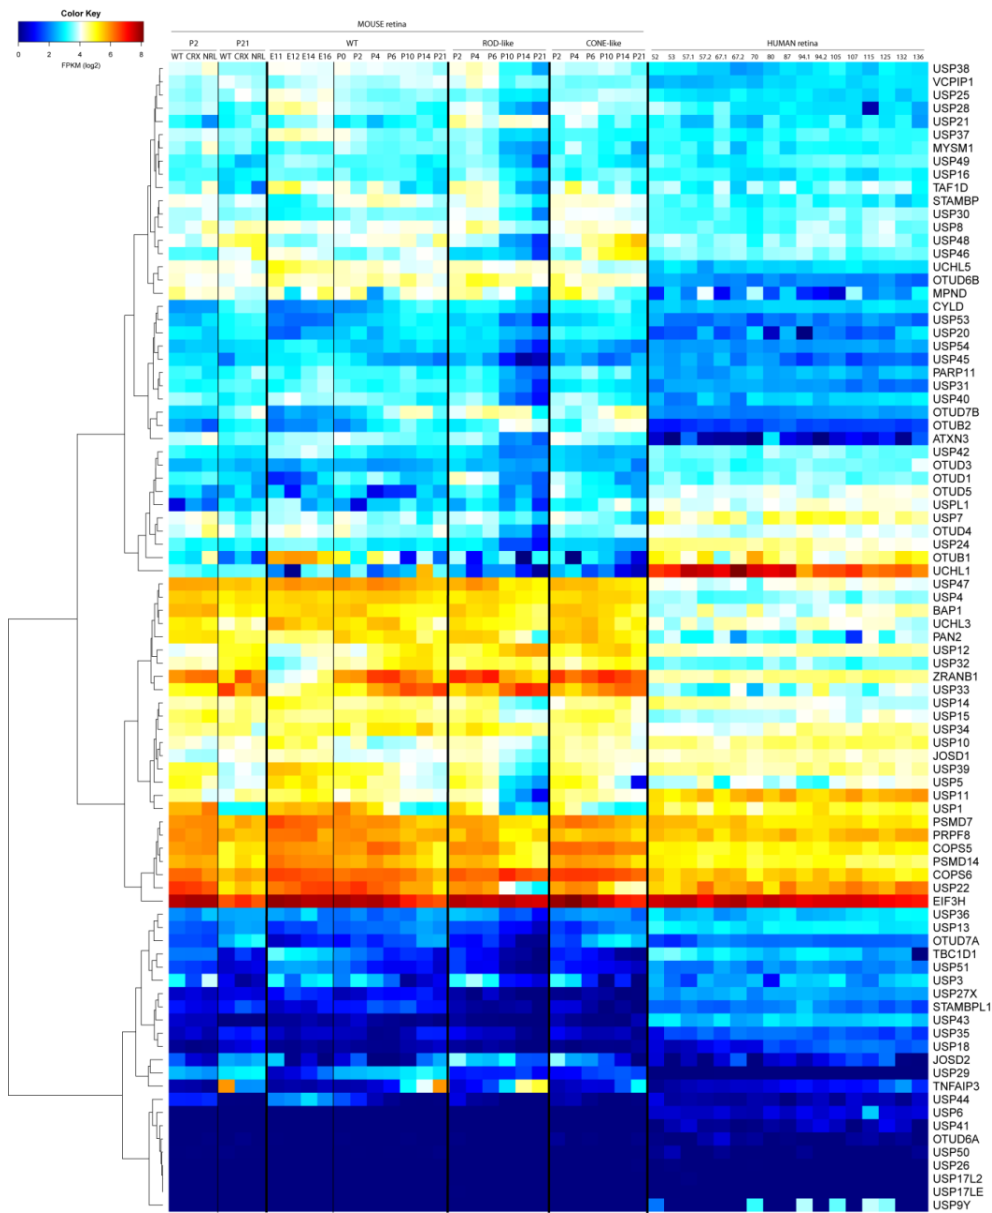 Color Key
0 2 4 6 8
FPKM (log2)
MOUSE retina
P2 P21 WT ROD-like CONE-like HUMAN retina
WT CRX NRL WT CRX NRL E11 E12 E14 E16 P0 P2 P4 P6 P10 P14 P21 P2 P4 P6 P10 P14 P21 P2 P4 P6 P10 P14 P21 52 53 57.1 57.2 67.1 67.2 70 80 87 94.1 94.2 105 107 115 125 132 136
USP38
VCPIP1
USP25
USP28
USP21
USP37
MYSM1
USP49
USP16
TAF1D
STAMBP
USP30
USP8
USP48
USP46
UCHL5
OTUD6B
MPND
CYLD
USP53
USP20
USP54
USP45
PARP11
USP31
USP40
OTUD7B
OTUB2
ATXN3
USP42
OTUD3
OTUD1
OTUD5
USPL1
USP7
OTUD4
USP24
OTUB1
UCHL1
USP47
USP4
BAP1
UCHL3
PAN2
USP12
USP32
ZRANB1
USP33
USP14
USP15
USP34
USP10
JOSD1
USP39
USP5
USP11
USP1
PSMD7
PRPF8
COPS5
PSMD14
COPS6
USP22
EIF3H
USP36
USP13
OTUD7A
TBC1D1
USP51
USP3
USP27X
STAMBPL1
USP43
USP35
USP18
JOSD2
USP29
TNFAIP3
USP44
USP6
USP41
OTUD6A
USP50
USP26
USP17L2
USP17LE
USP9Y